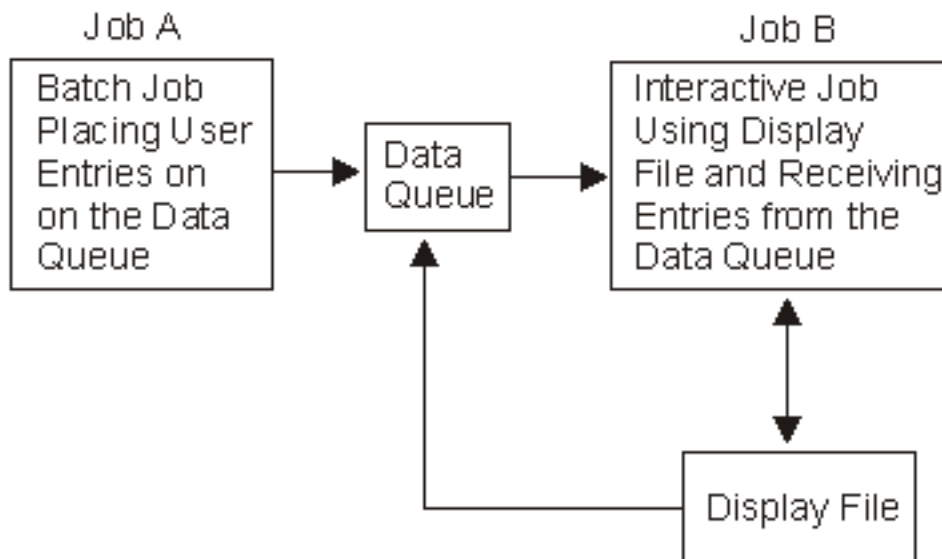 Job A
Batch Job
Placing User
Entries on
on the Data
Queue
Data
Queue
Job B
Interactive Job
Using Display
File and Receiving
Entries from the
Data Queue
Display File